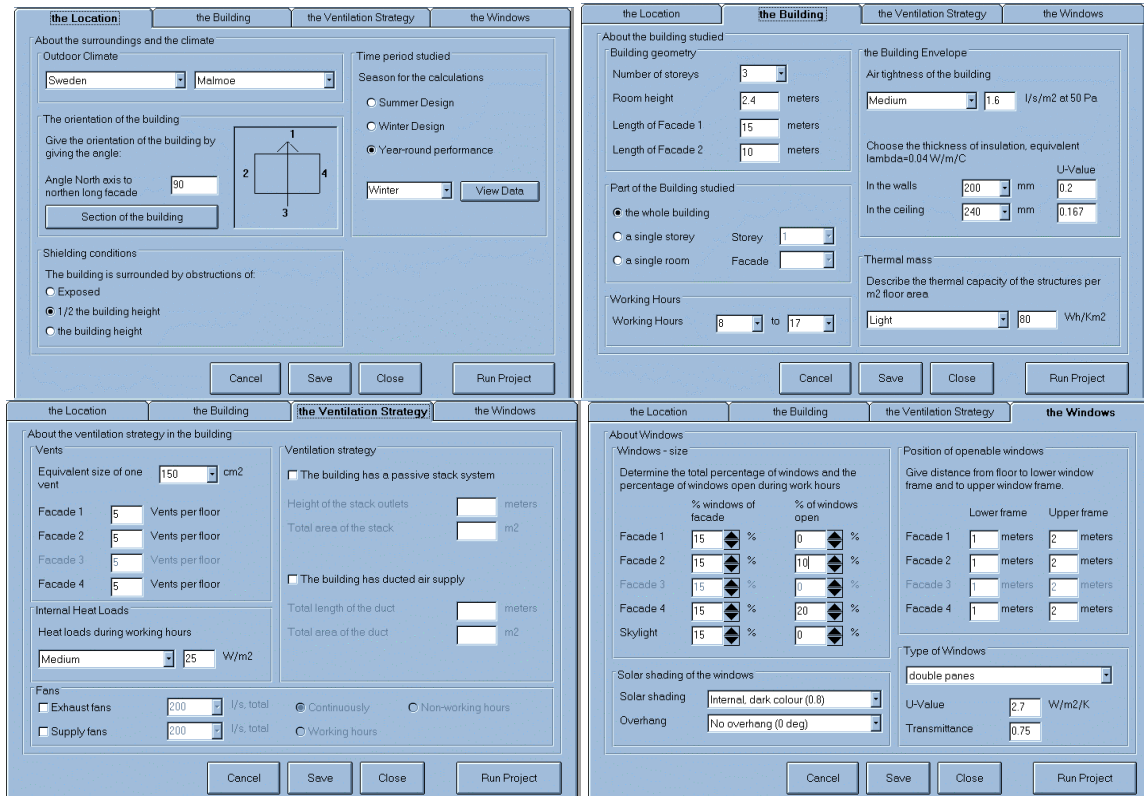 the Location the Building the Ventilation Strategy the Windows
About the surroundings and the climate
Outdoor Climate
Sweden Malmoe
The orientation of the building
Give the orientation of the building by
giving the angle:
Angle North axis to
northen long facade 90
Section of the building
1
2 4
3
Shielding conditions
The building is surrounded by obstructions of:
Exposed
1/2 the building height
the building height
Time period studied
Season for the calculations
Summer Design
Winter Design
Year-round performance
Winter View Data
Cancel Save Close Run Project
the Location the Building the Ventilation Strategy the Windows
About the building studied
Building geometry
Number of storeys 3
Room height 2.4 meters
Length of Facade 1 15 meters
Length of Facade 2 10 meters
Part of the Building studied
the whole building
a single storey Storey 1
a single room Facade
Working Hours
Working Hours 8 to 17
the Building Envelope
Air tightness of the building
Medium 1.6 l/s/m2 at 50 Pa
Choose the thickness of insulation, equivalent
lambda=0.04 W/m/C
U-Value
In the walls 200 mm 0.2
In the ceiling 240 mm 0.167
Thermal mass
Describe the thermal capacity of the structures per
m2 floor area
Light 80 Wh/Km2
Cancel Save Close Run Project
the Location the Building the Ventilation Strategy the Windows
About the ventilation strategy in the building
Vents
Equivalent size of one
vent 150 cm2
Facade 1 5 Vents per floor
Facade 2 5 Vents per floor
Facade 3 5 Vents per floor
Facade 4 5 Vents per floor
Internal Heat Loads
Heat loads during working hours
Medium 25 W/m2
Ventilation strategy
The building has a passive stack system
Height of the stack outlets meters
Total area of the stack m2
The building has ducted air supply
Total length of the duct meters
Total area of the duct m2
Fans
Exhaust fans 200 l/s, total Continuously Non-working hours
Supply fans 200 l/s, total Working hours
Cancel Save Close Run Project
the Location the Building the Ventilation Strategy the Windows
About Windows
Windows - size
Determine the total percentage of windows and the
percentage of windows open during work hours
% windows of % of windows
facade open
Facade 1 15 % 0 %
Facade 2 15 % 10 %
Facade 3 15 % 0 %
Facade 4 15 % 20 %
Skylight 15 % 0 %
Solar shading of the windows
Solar shading Internal, dark colour (0.8)
Overhang No overhang (0 deg)
Position of openable windows
Give distance from floor to lower window
frame and to upper window frame.
Lower frame Upper frame
Facade 1 1 meters 2 meters
Facade 2 1 meters 2 meters
Facade 3 1 meters 2 meters
Facade 4 1 meters 2 meters
Type of Windows
double panes
U-Value 2.7 W/m2/K
Transmittance 0.75
Cancel Save Close Run Project